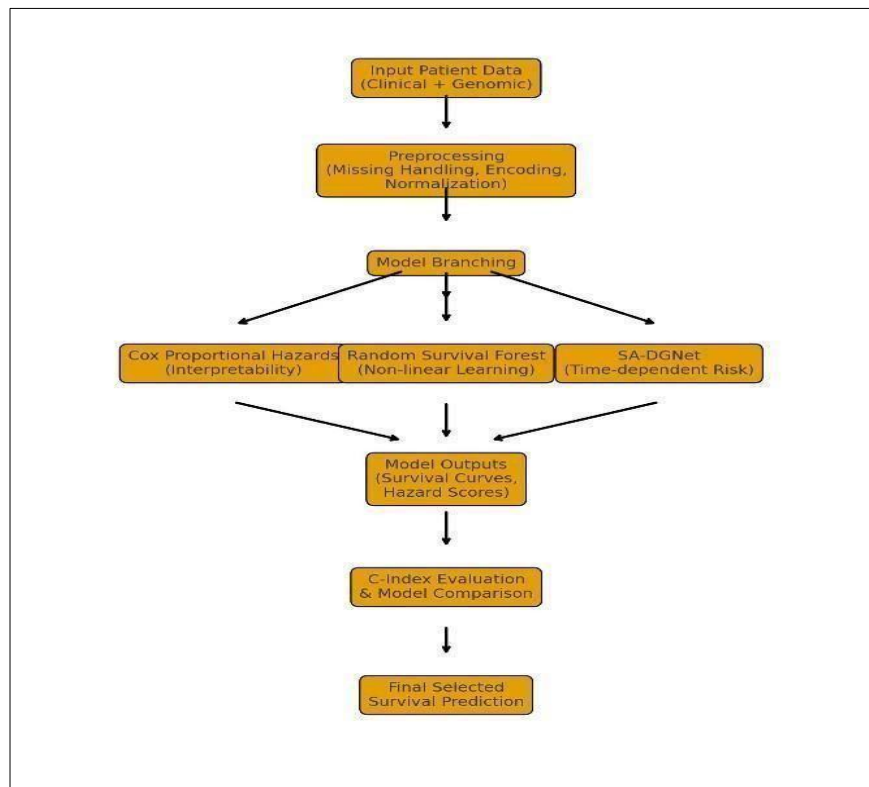 Input Patient Data
(Clinical + Genomic)
Preprocessing
(Missing Handling, Encoding,
Normalization)
Model Branching
Cox Proportional Hazards
(Interpretability)
Random Survival Forest
(Non-linear Learning)
SA-DGNet
(Time-dependent Risk)
Model Outputs
(Survival Curves,
Hazard Scores)
C-Index Evaluation
& Model Comparison
Final Selected
Survival Prediction